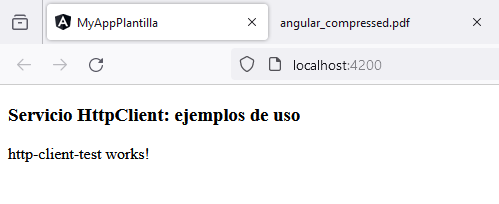 MyAppPlantilla
angular_compressed.pdf
localhost:4200
Servicio HttpClient: ejemplos de uso
http-client-test works!